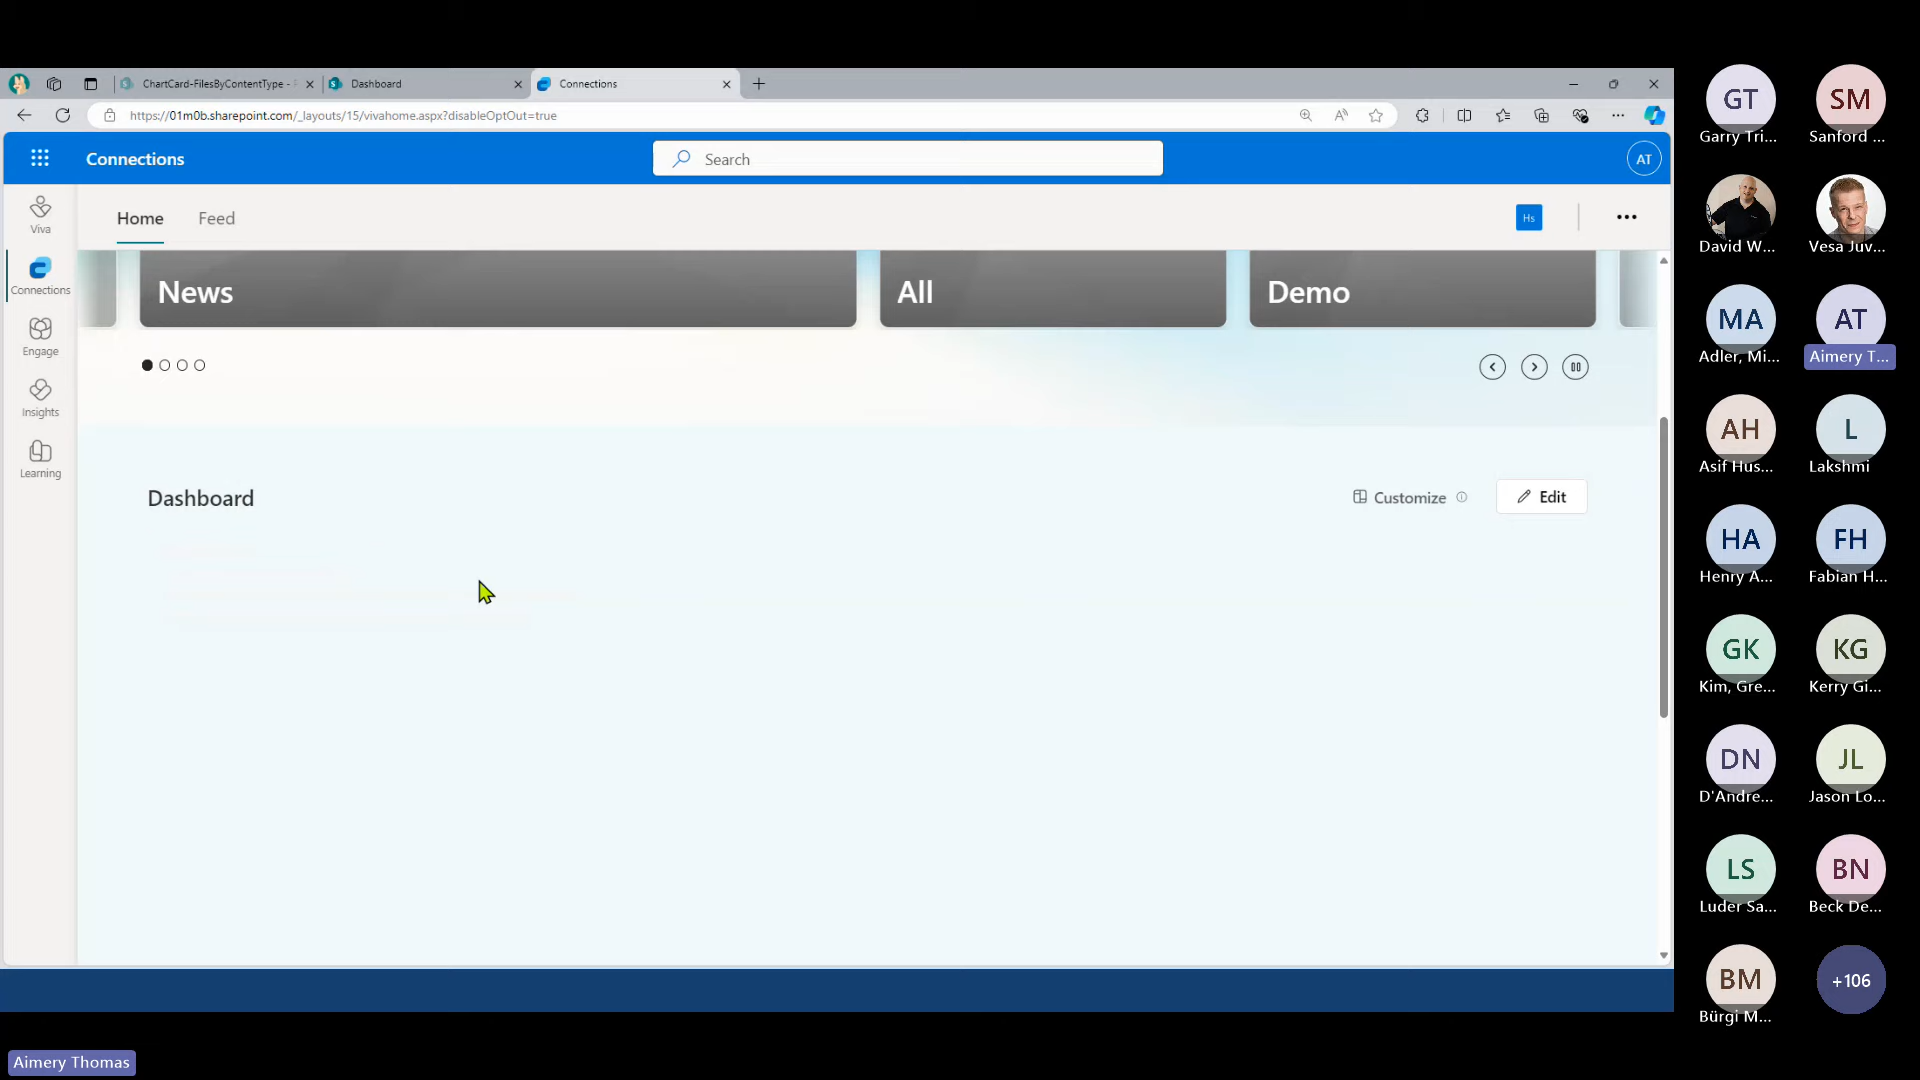 ChartCard-FilesByContentType -
Dashboard
Connections
https://01m0b.sharepoint.com/_layouts/15/vivahome.aspx?disableOptOut=true
Connections
Search
AT
Viva
Connections
Engage
Insights
Learning
Home
Feed
Hs
News
All
Demo
Dashboard
Customize
Edit
GT
Garry Tri...
SM
Sanford ...
David W...
Vesa Juv...
MA
Adler, Mi...
AT
Aimery T...
AH
Asif Hus...
L
Lakshmi
HA
Henry A...
FH
Fabian H...
GK
Kim, Gre...
KG
Kerry Gi...
DN
D'Andre...
JL
Jason Lo...
LS
Luder Sa...
BN
Beck De...
BM
Bürgi M...
+106
Aimery Thomas